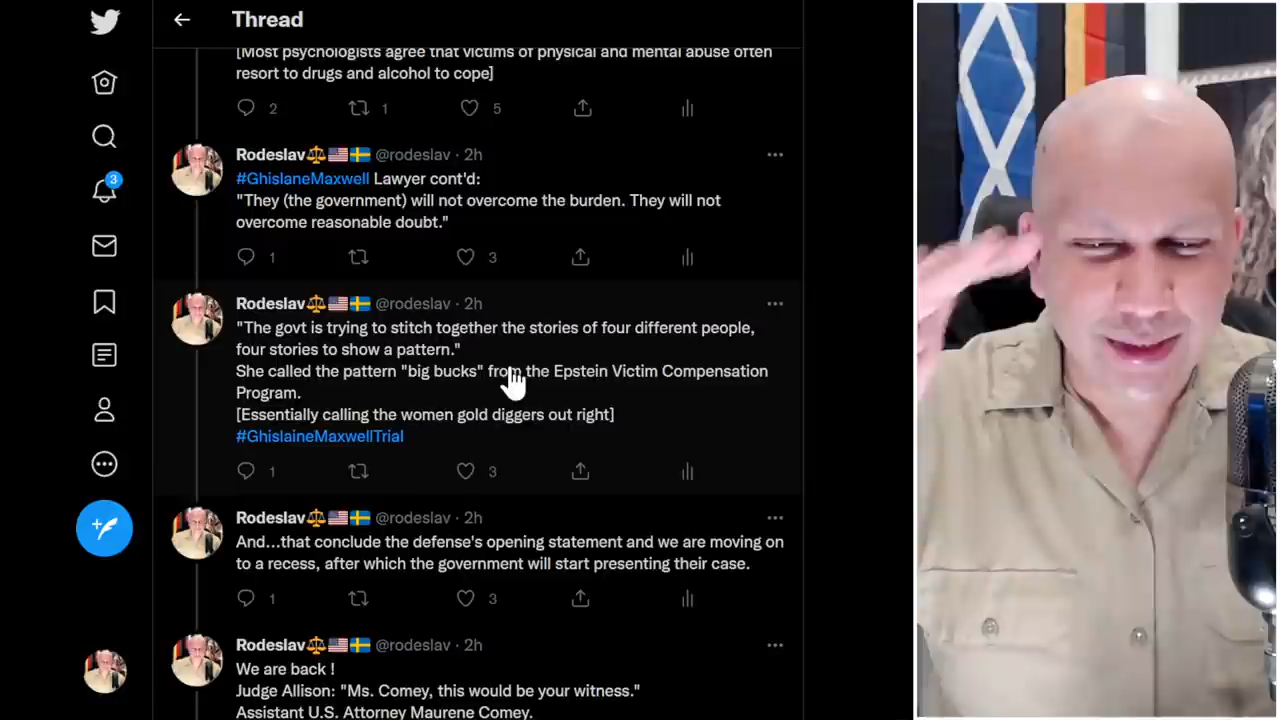 Thread
[Most psychologists agree that victims of physical and mental abuse often
resort to drugs and alcohol to cope]
2
1
5
3
Rodeslav⚖️🇺🇸🇸🇪 @rodeslav · 2h
#GhislaneMaxwell Lawyer cont'd:
"They (the government) will not overcome the burden. They will not
overcome reasonable doubt."
1
3
Rodeslav⚖️🇺🇸🇸🇪 @rodeslav · 2h
"The govt is trying to stitch together the stories of four different people,
four stories to show a pattern."
She called the pattern "big bucks" from the Epstein Victim Compensation
Program.
[Essentially calling the women gold diggers out right]
#GhislaineMaxwellTrial
1
3
Rodeslav⚖️🇺🇸🇸🇪 @rodeslav · 2h
And...that conclude the defense's opening statement and we are moving on
to a recess, after which the government will start presenting their case.
1
3
Rodeslav⚖️🇺🇸🇸🇪 @rodeslav · 2h
We are back !
Judge Allison: "Ms. Comey, this would be your witness."
Assistant U.S. Attorney Maurene Comey.